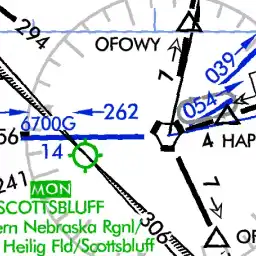 294
OFOWY
039
7
054
6700G
262
56
14
4 HAP
241
MON
SCOTTSBLUFF
ern Nebraska Rgnl/
Heilig Fld/Scottsbluff
306
7
OF